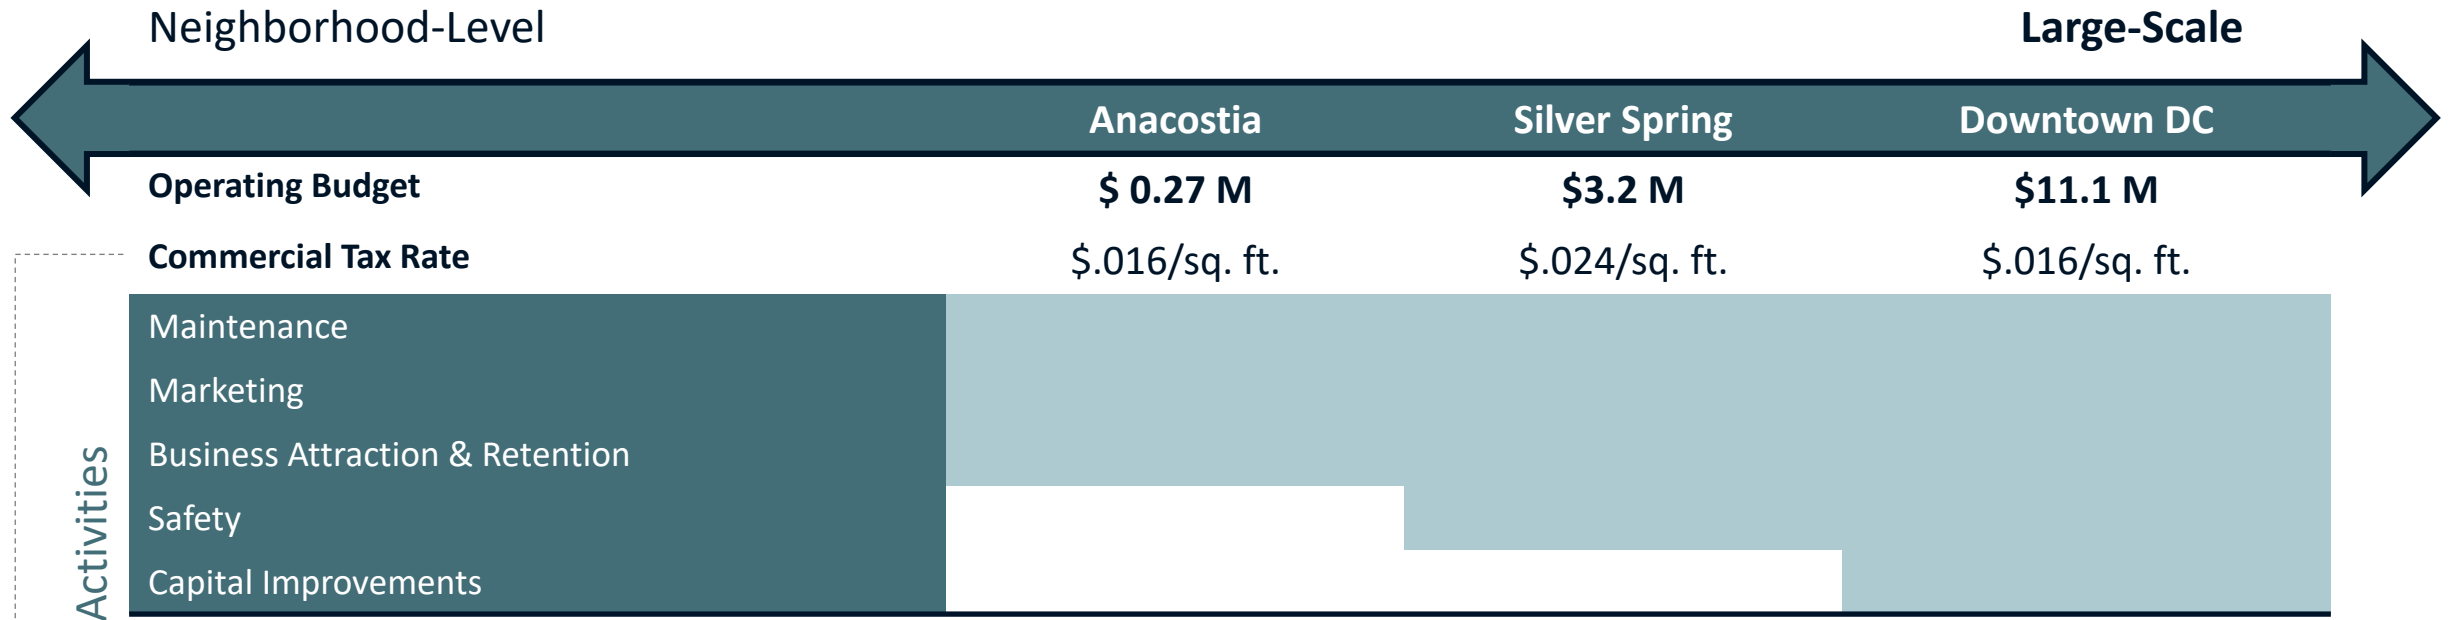 Neighborhood-Level Large-Scale
Anacostia Silver Spring Downtown DC
Operating Budget $ 0.27 M $3.2 M $11.1 M
Commercial Tax Rate $.016/sq. ft. $.024/sq. ft. $.016/sq. ft.
Maintenance
Marketing
Business Attraction & Retention
Safety
Capital Improvements
Activities